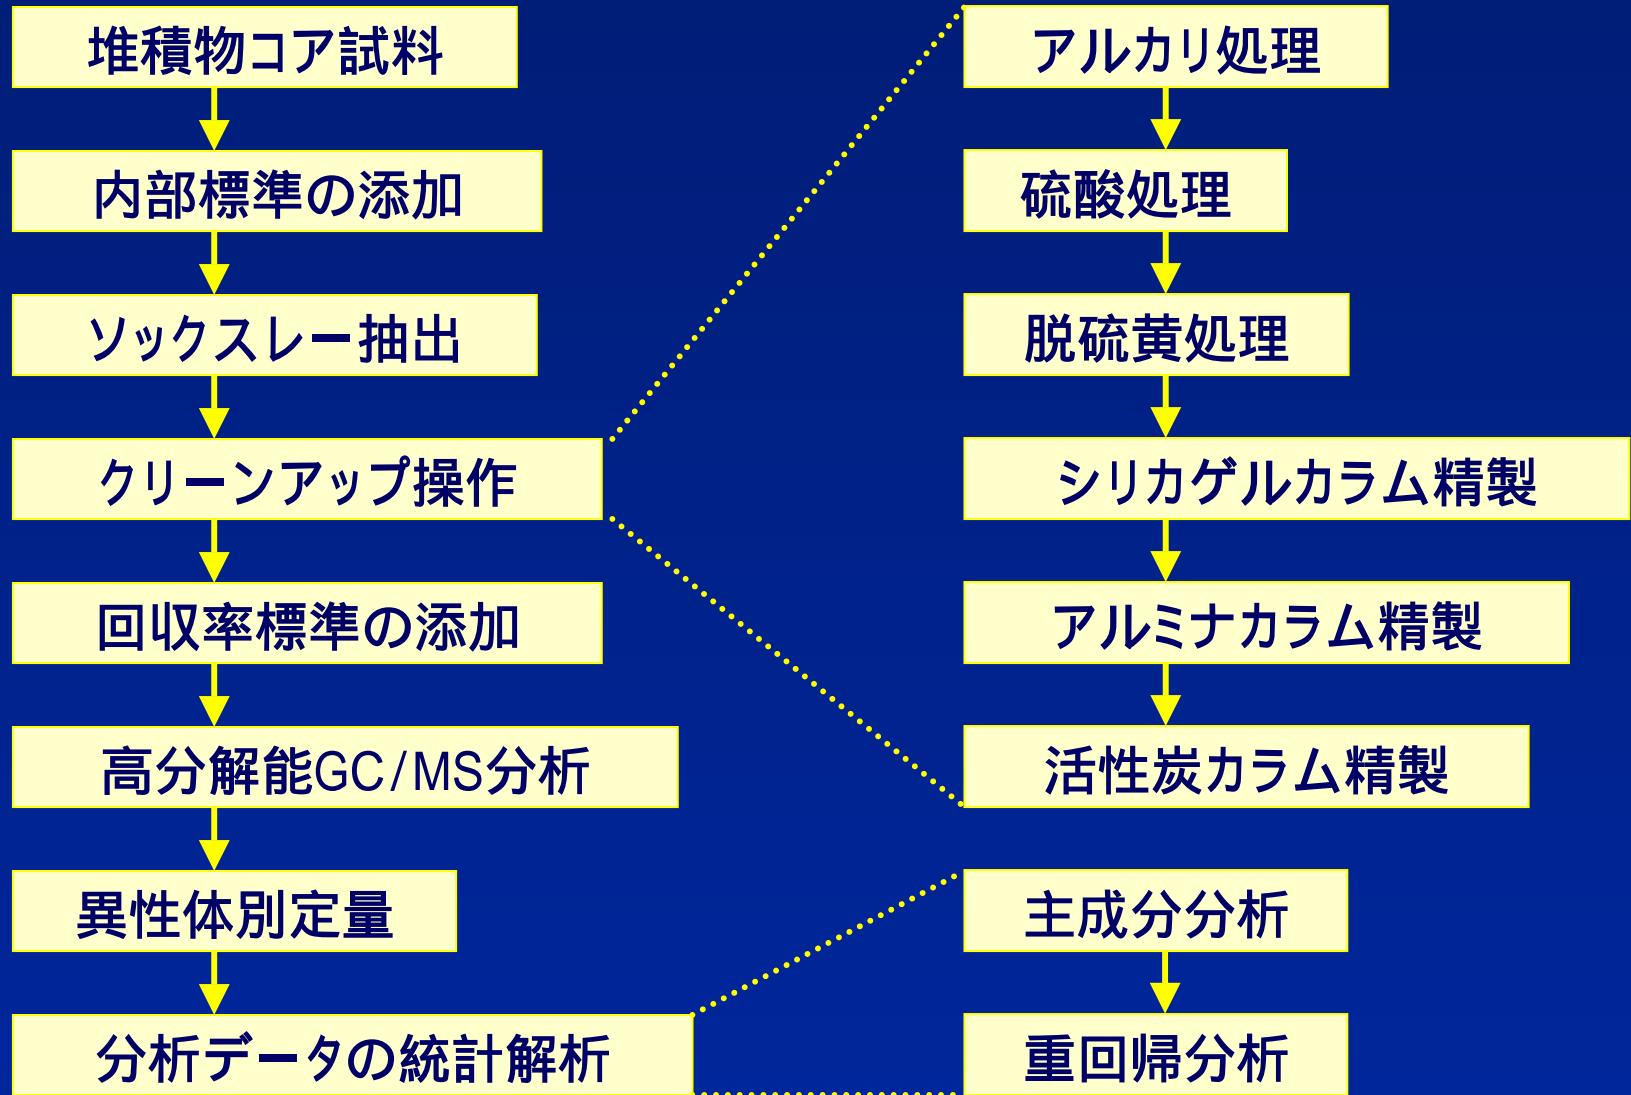 堆積物コア試料
内部標準の添加
ソックスレー抽出
クリーンアップ操作
回収率標準の添加
高分解能GC/MS分析
異性体別定量
分析データの統計解析
アルカリ処理
硫酸処理
脱硫黄処理
シリカゲルカラム精製
アルミナカラム精製
活性炭カラム精製
主成分分析
重回帰分析